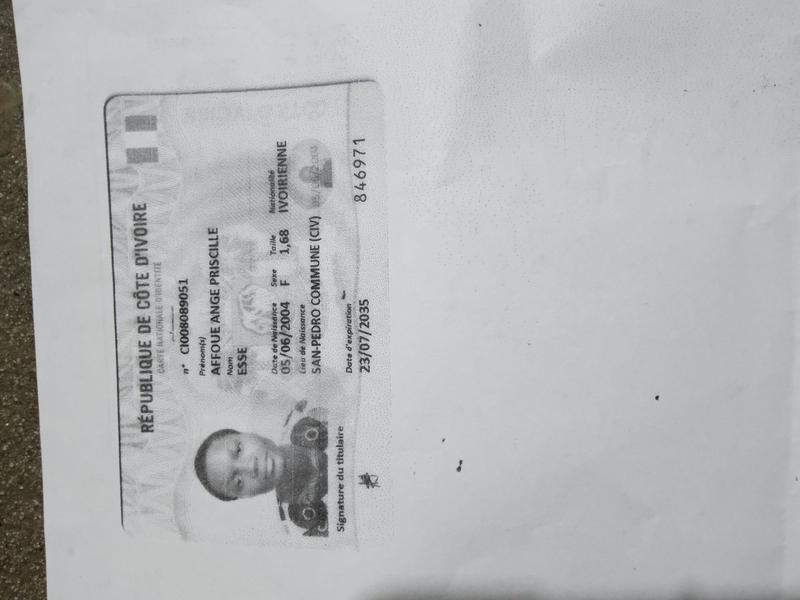 RÉPUBLIQUE DE CÔTE D'IVOIRE
CARTE NATIONALE D'IDENTITÉ
n° CI008089051
Prénom(s)
AFFOUE ANGE PRISCILLE
Nom
ESSE
Date de Naissance Sexe Taille Nationalité
05/06/2004 F 1,68 IVOIRIENNE
Lieu de Naissance
SAN-PEDRO COMMUNE (CIV)
Date d'expiration
23/07/2035
846971
Signature du titulaire